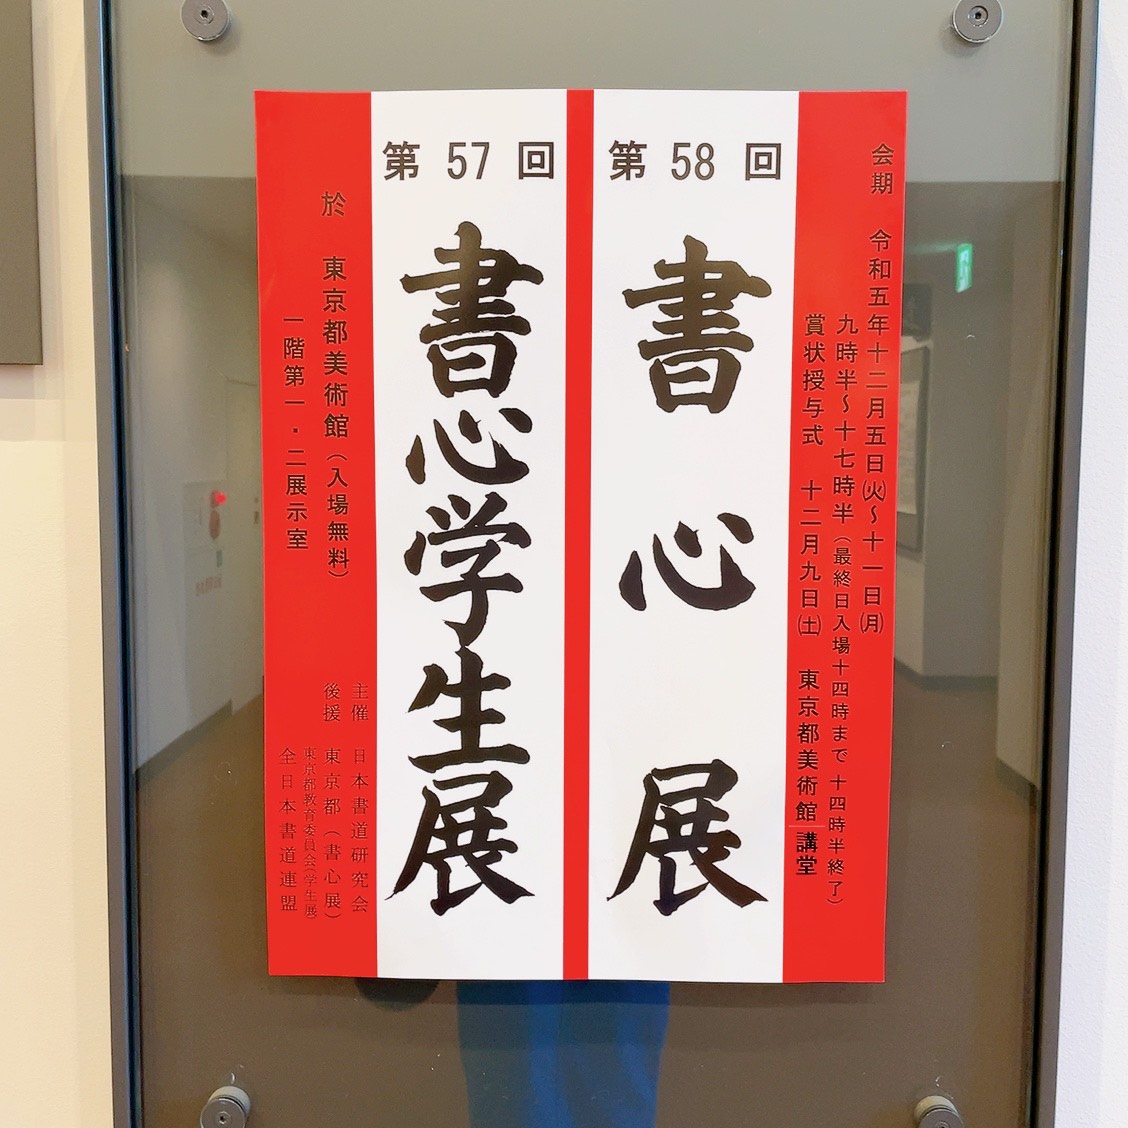 会期 令和五年十二月五日㈫～十一日㈪
九時半～十七時半（最終日入場十四時まで 十四時半終了）
賞状授与式 十二月九日㈯ 東京都美術館 講堂
第 58 回
書心展
第 57 回
書心学生展
於 東京都美術館（入場無料）
一階第一・二展示室
主催 日本書道研究会
後援 東京都（書心展）
東京都教育委員会（学生展）
全日本書道連盟